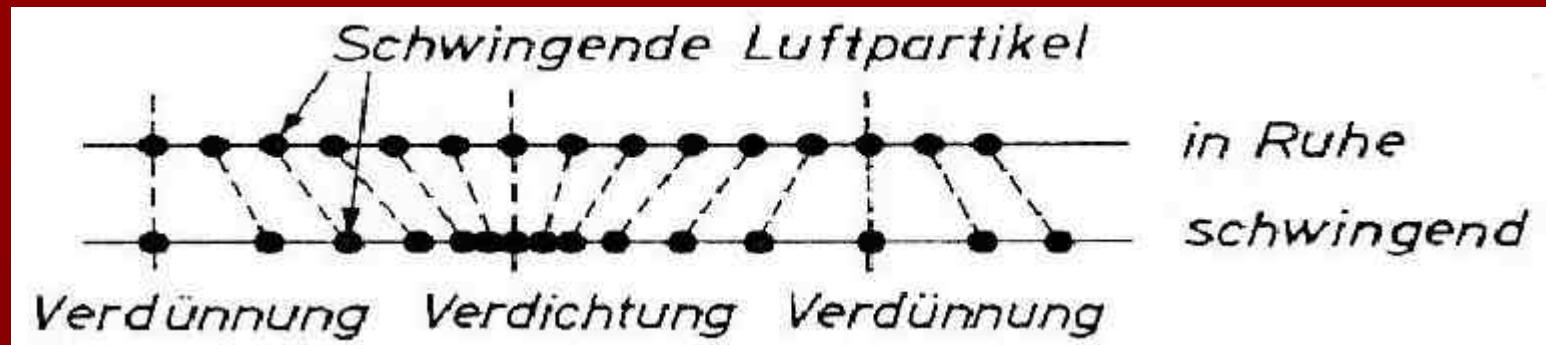 Schwingende Luftpartikel
in Ruhe
schwingend
Verdünnung Verdichtung Verdünnung